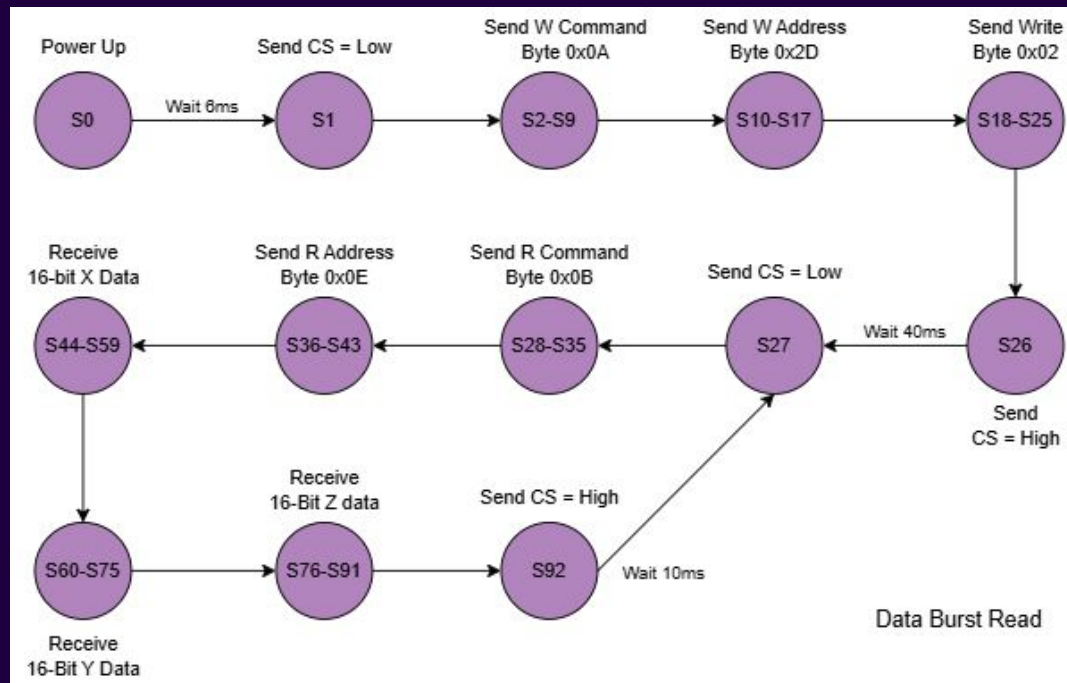 Power Up
Send CS = Low
Send W Command
Byte 0x0A
Send W Address
Byte 0x2D
Send Write
Byte 0x02
S0
Wait 6ms
S1
S2-S9
S10-S17
S18-S25
Receive
16-bit X Data
Send R Address
Byte 0x0E
Send R Command
Byte 0x0B
Send CS = Low
S44-S59
S36-S43
S28-S35
S27
Wait 40ms
S26
Send
CS = High
Receive
16-Bit Z data
Send CS = High
S60-S75
S76-S91
S92
Wait 10ms
Receive
16-Bit Y Data
Data Burst Read